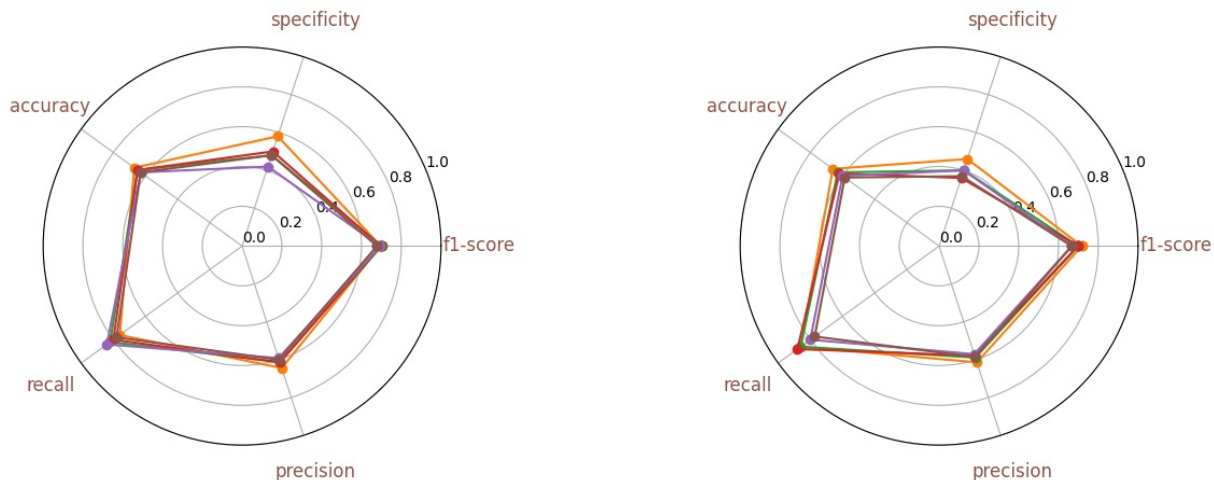 specificity
accuracy
1.0
0.8
0.6
0.4
0.2
0.0
f1-score
recall
precision
specificity
accuracy
1.0
0.8
0.6
0.4
0.2
0.0
f1-score
recall
precision